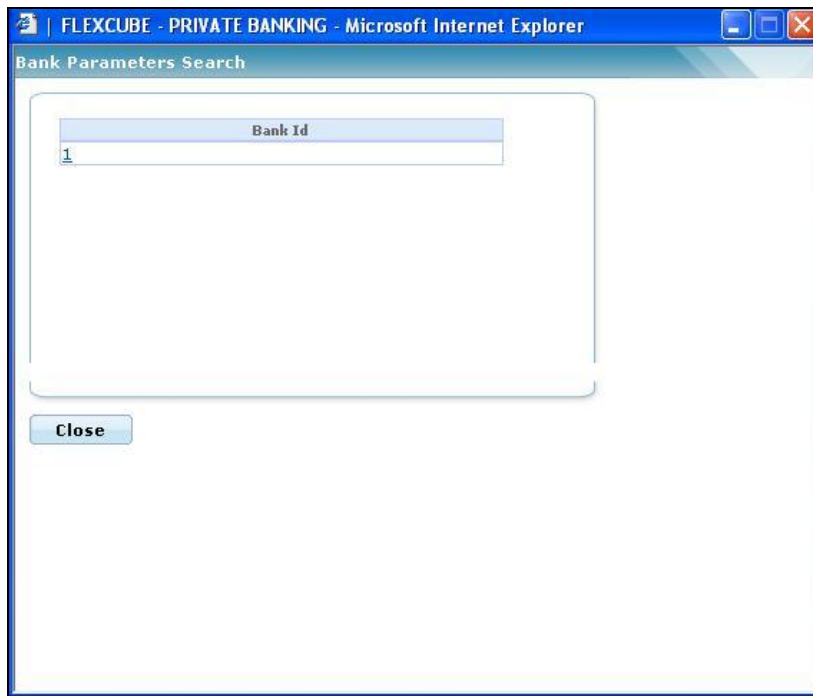 | FLEXCUBE - PRIVATE BANKING - Microsoft Internet Explorer
Bank Parameters Search
Bank Id
1
Close